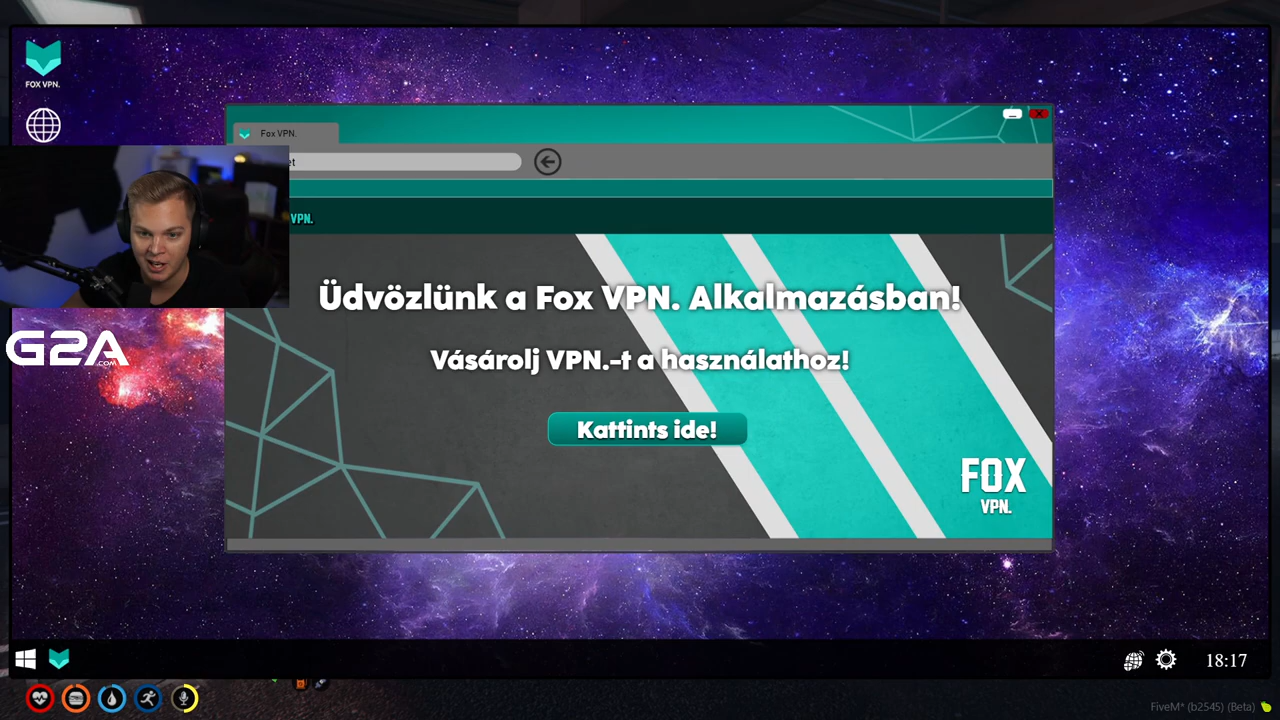 FOX VPN.
Fox VPN.
et
VPN.
Üdvözlünk a Fox VPN. Alkalmazásban!
G2A
.COM
Vásárolj VPN.-t a használathoz!
Kattints ide!
FOX
VPN.
18:17
FiveM* (b2545) (Beta)